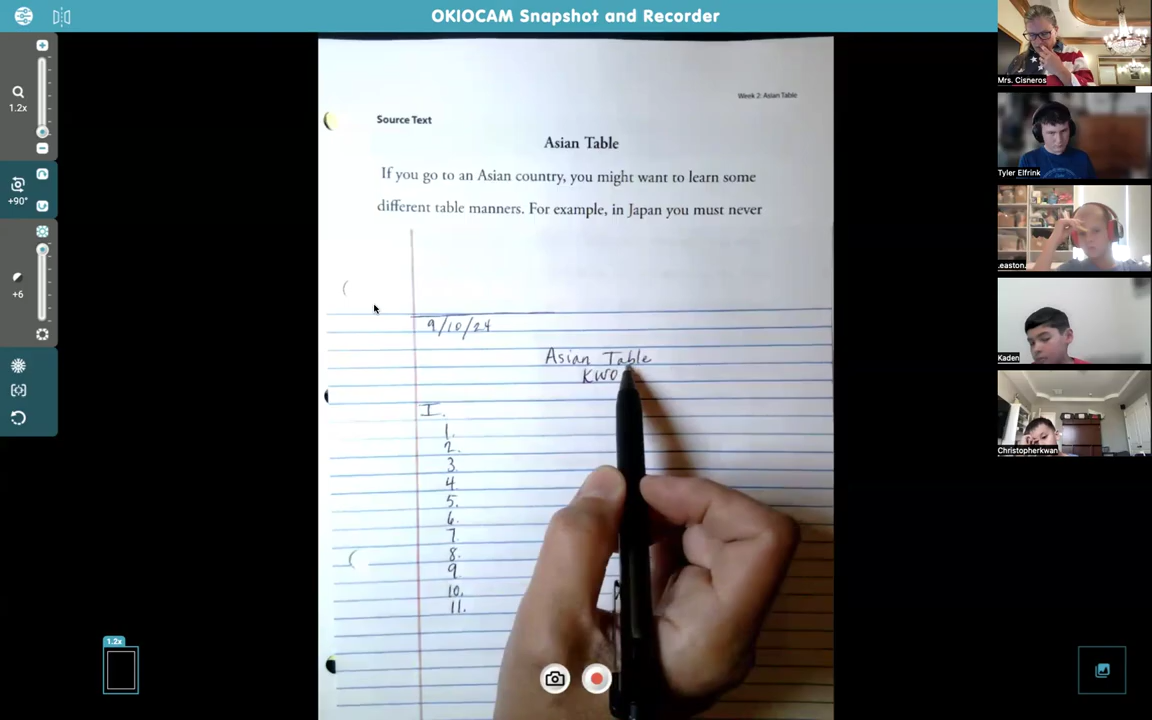 OKIOCAM Snapshot and Recorder
1.2x
+90°
+6
Week 2: Asian Table
Source Text
Asian Table
If you go to an Asian country, you might want to learn some
different table manners. For example, in Japan you must never
9/10/24
Asian Table
KWO
I.
1.
2.
3.
4.
5.
6.
7.
8.
9.
10.
11.
1.2x
Mrs. Cisneros
Tyler Elfrink
.easton.
Kaden
Christopherkwon